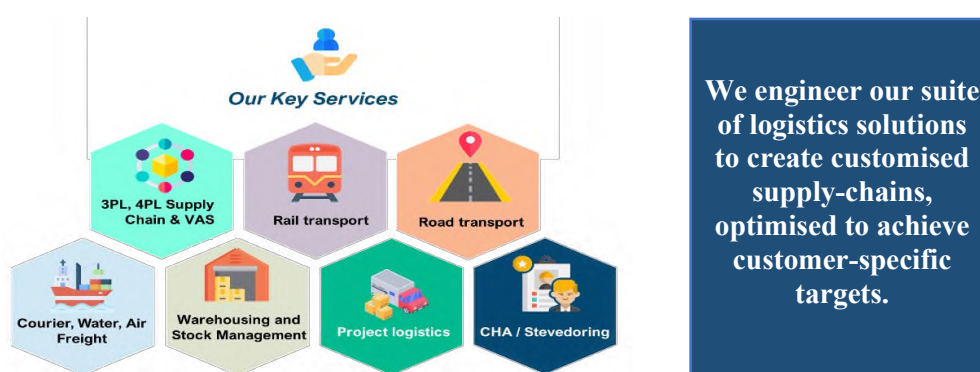 Our Key Services
3PL, 4PL Supply
Chain & VAS
Rail transport
Road transport
Courier, Water, Air
Freight
Warehousing and
Stock Management
Project logistics
CHA / Stevedoring
We engineer our suite
of logistics solutions
to create customised
supply-chains,
optimised to achieve
customer-specific
targets.